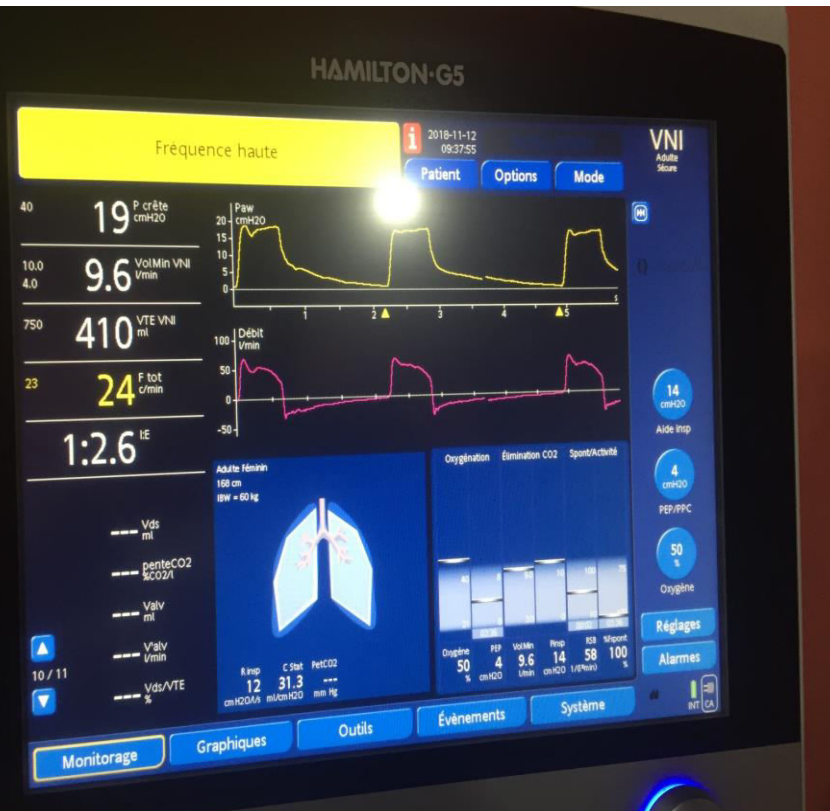 HAMILTON·G5
Fréquence haute
i
2018-11-12
09:37:55
VNI
Adulte
Sécure
Patient
Options
Mode
40
19
P crête
cmH2O
10.0
4.0
9.6
VolMin VNI
l/min
750
410
VTE VNI
ml
23
24
F tot
c/min
1:2.6
I:E
---
Vds
ml
---
penteCO2
%CO2/l
---
Valv
ml
---
V'alv
l/min
---
Vds/VTE
%
10 / 11
Paw
cmH2O
20
15
10
5
0
1
2
3
4
5
s
Débit
l/min
100
50
0
-50
Adulte Féminin
168 cm
IBW = 60 kg
R insp
12
cmH2O/l/s
C Stat
31.3
ml/cmH2O
PetCO2
---
mm Hg
Oxygénation
Élimination CO2
Spont/Activité
40
100
Oxygène
50
%
PEP
4
cmH2O
VolMin
9.6
l/min
Pinsp
14
cmH2O
RSB
58
1/(l*min)
%fspont
100
%
14
cmH2O
Aide insp
4
cmH2O
PEP/PPC
50
%
Oxygène
Réglages
Alarmes
INT
CA
Monitorage
Graphiques
Outils
Évènements
Système